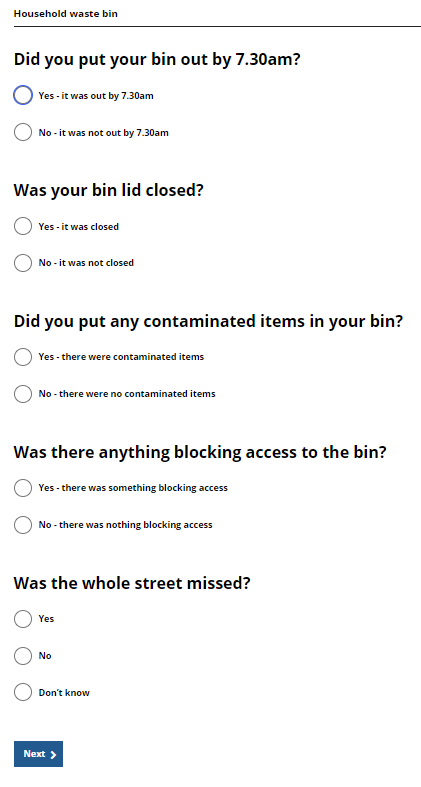 Household waste bin
Did you put your bin out by 7.30am?
Yes - it was out by 7.30am
No - it was not out by 7.30am
Was your bin lid closed?
Yes - it was closed
No - it was not closed
Did you put any contaminated items in your bin?
Yes - there were contaminated items
No - there were no contaminated items
Was there anything blocking access to the bin?
Yes - there was something blocking access
No - there was nothing blocking access
Was the whole street missed?
Yes
No
Don't know
Next